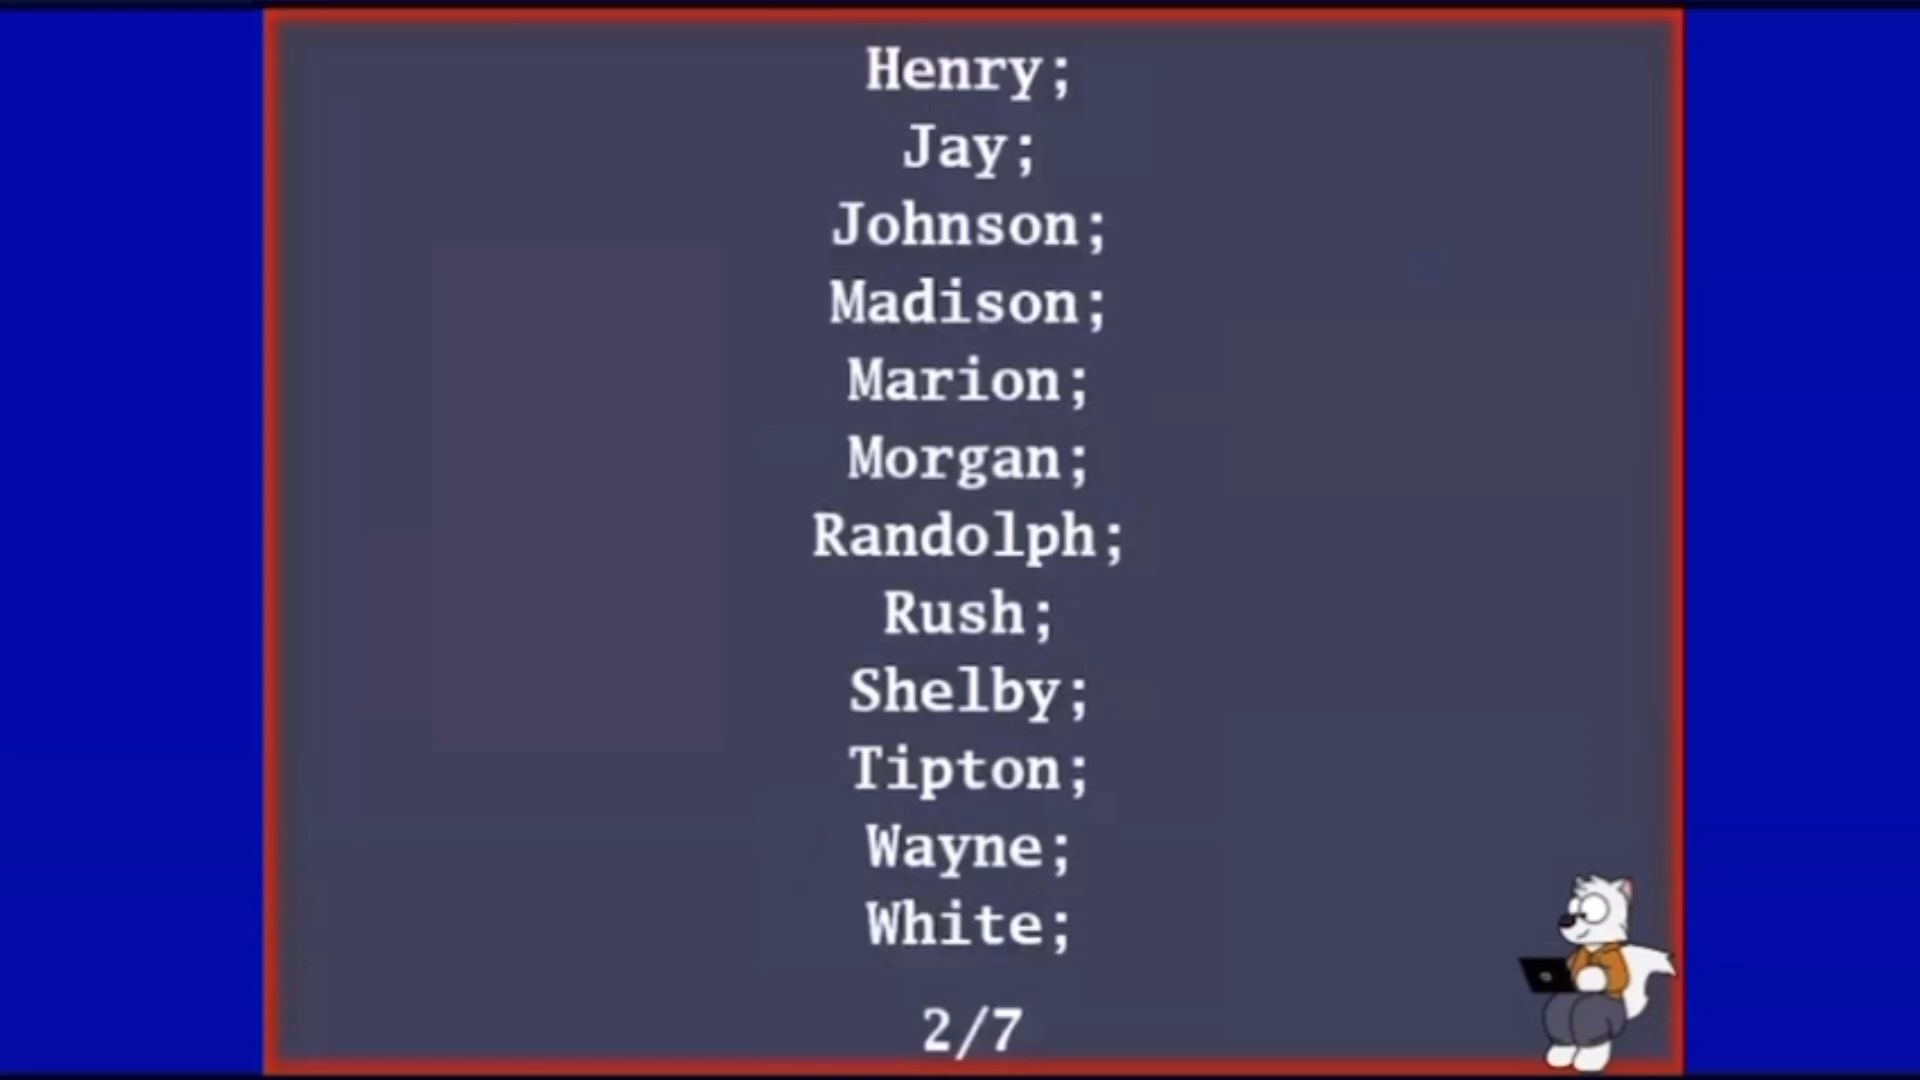 Henry;
Jay;
Johnson;
Madison;
Marion;
Morgan;
Randolph;
Rush;
Shelby;
Tipton;
Wayne;
White;
2/7